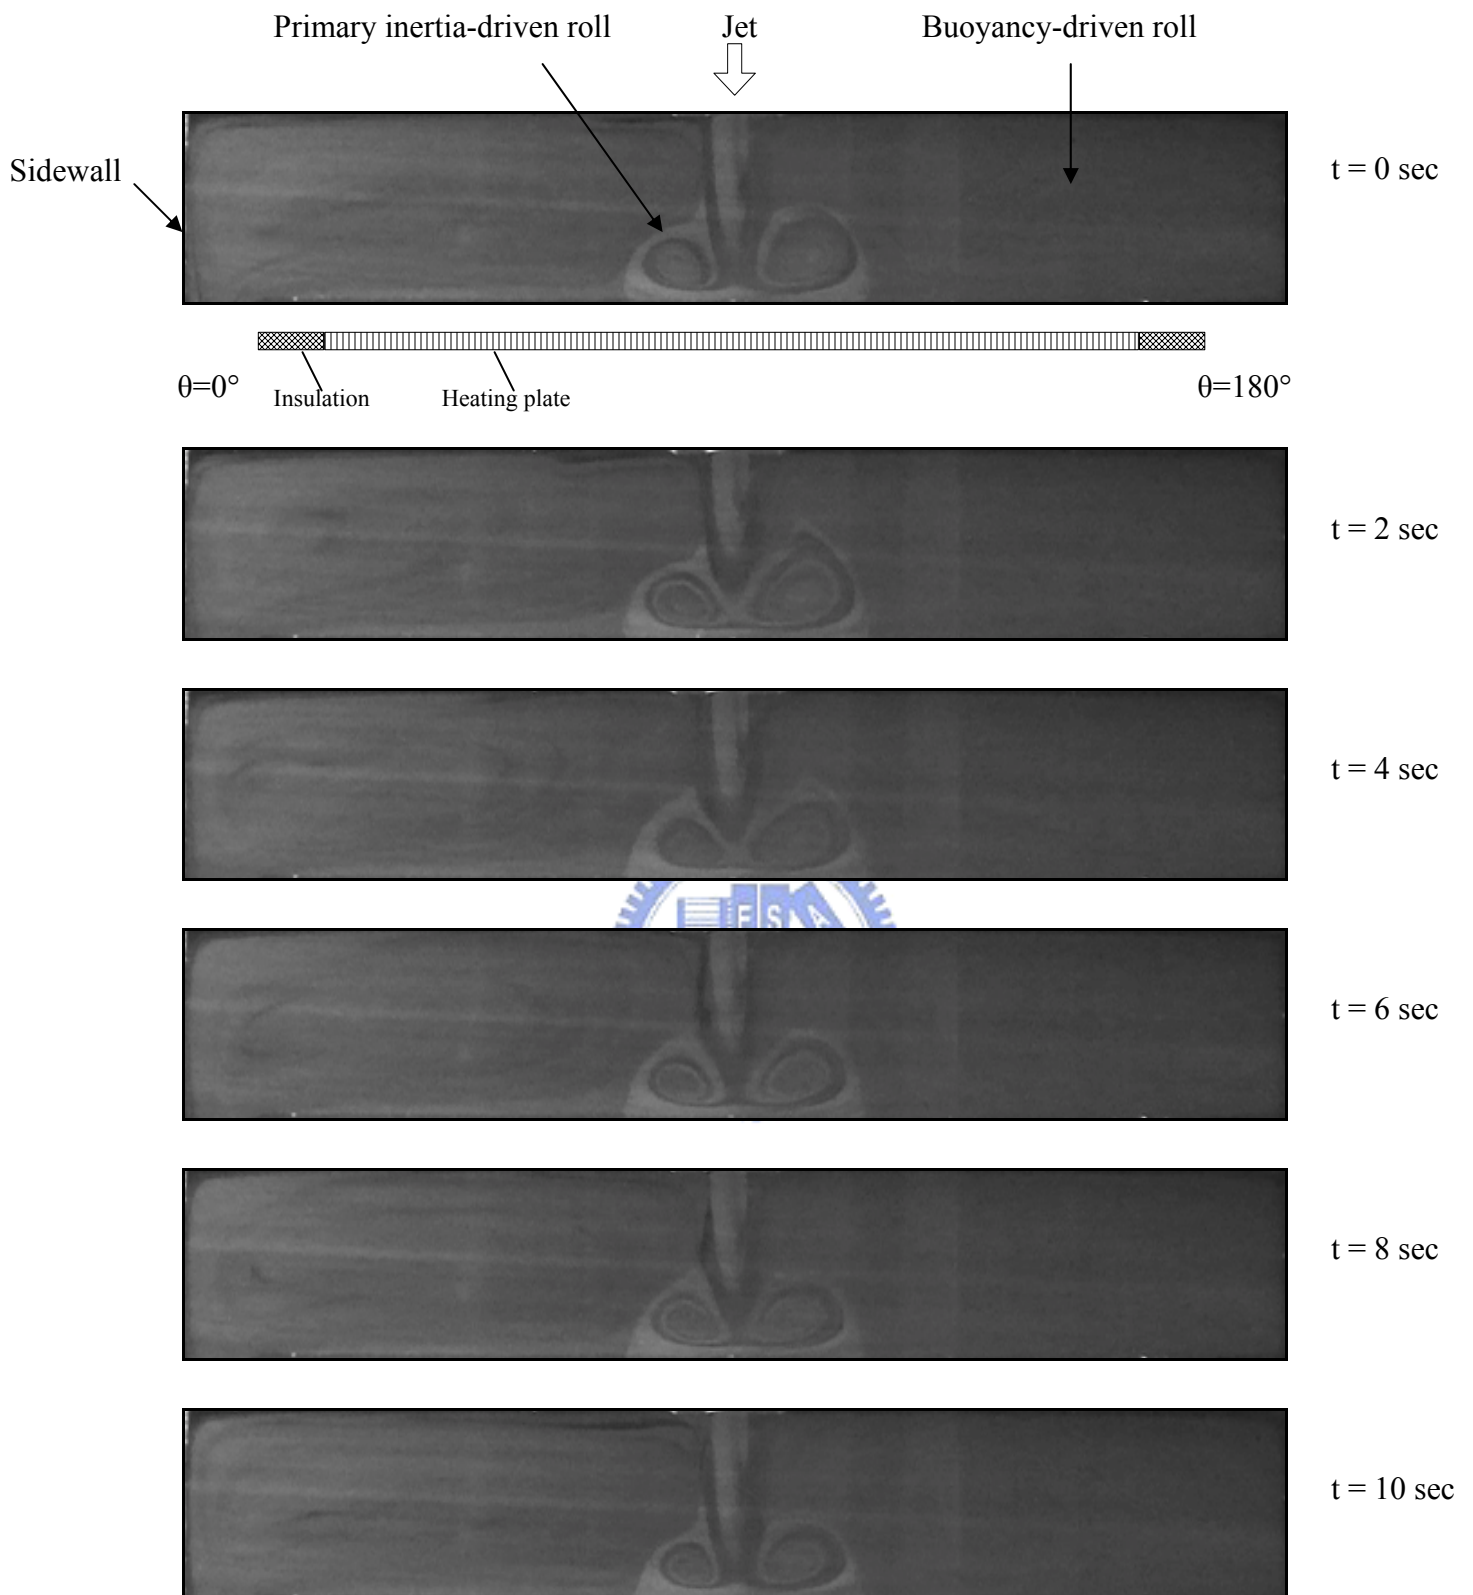 Primary inertia-driven roll
Jet
Buoyancy-driven roll
Sidewall
t = 0 sec
θ=0°
Insulation
Heating plate
θ=180°
t = 2 sec
t = 4 sec
E S A
t = 6 sec
t = 8 sec
t = 10 sec